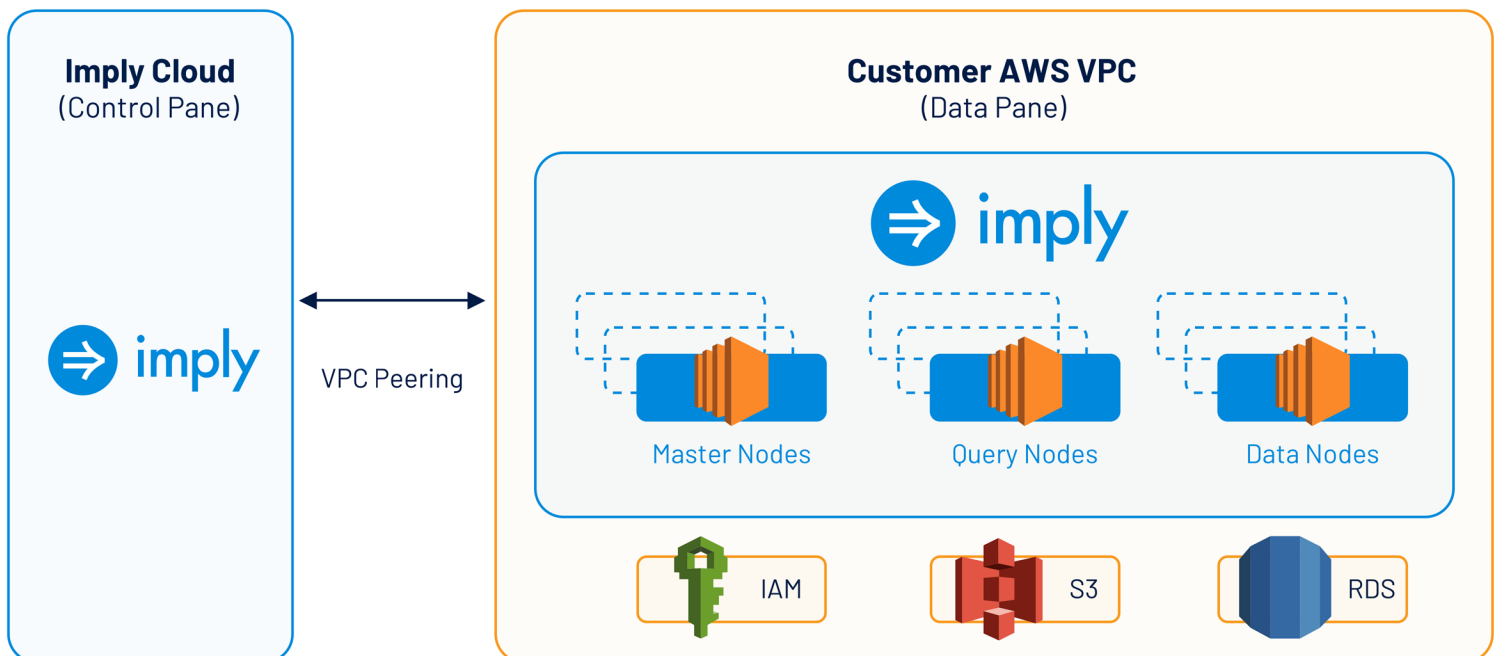 Imply Cloud
(Control Pane)
imply
VPC Peering
Customer AWS VPC
(Data Pane)
imply
Master Nodes
Query Nodes
Data Nodes
IAM
S3
RDS